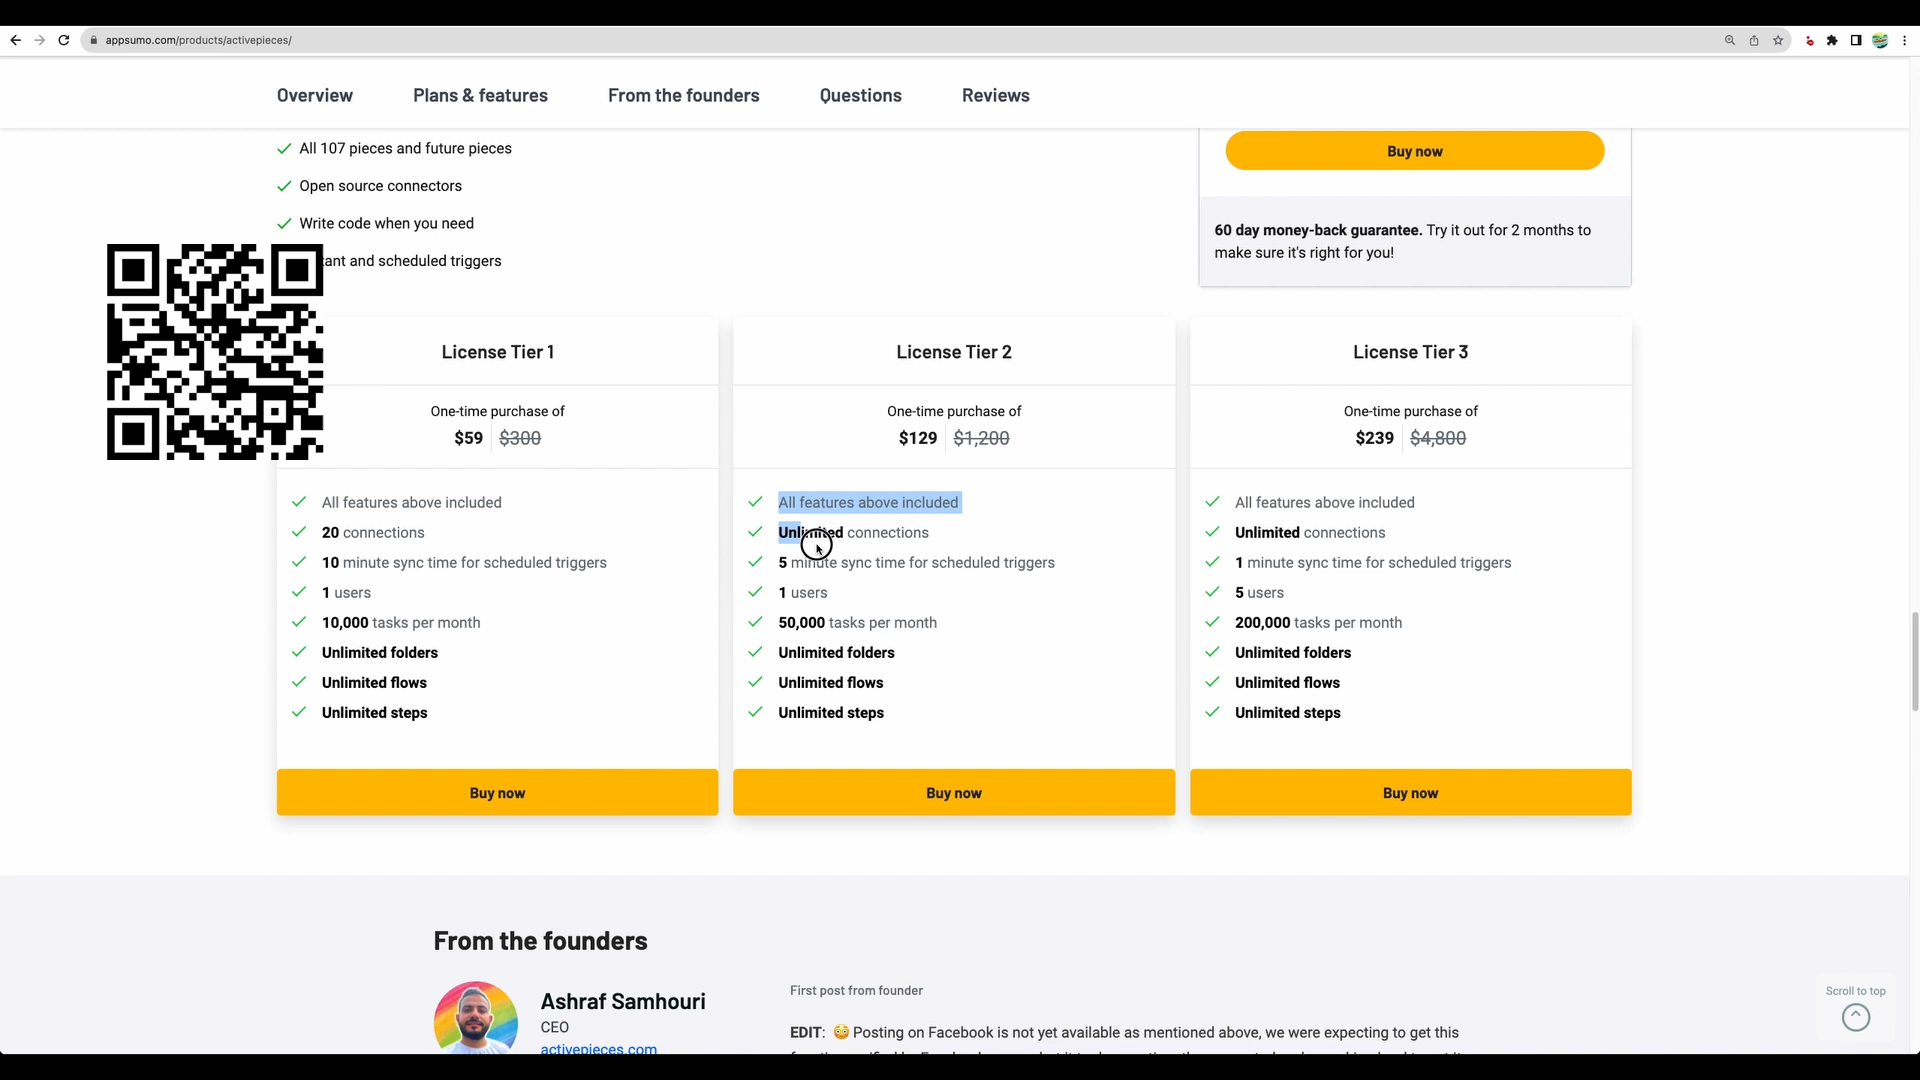 appsumo.com/products/activepieces/
Overview
Plans & features
From the founders
Questions
Reviews
All 107 pieces and future pieces
Open source connectors
Write code when you need
tant and scheduled triggers
Buy now
60 day money-back guarantee. Try it out for 2 months to
make sure it's right for you!
License Tier 1
One-time purchase of
$59 $300
All features above included
20 connections
10 minute sync time for scheduled triggers
1 users
10,000 tasks per month
Unlimited folders
Unlimited flows
Unlimited steps
Buy now
License Tier 2
One-time purchase of
$129 $1,200
All features above included
Unlimited connections
5 minute sync time for scheduled triggers
1 users
50,000 tasks per month
Unlimited folders
Unlimited flows
Unlimited steps
Buy now
License Tier 3
One-time purchase of
$239 $4,800
All features above included
Unlimited connections
1 minute sync time for scheduled triggers
5 users
200,000 tasks per month
Unlimited folders
Unlimited flows
Unlimited steps
Buy now
From the founders
Ashraf Samhouri
CEO
activepieces.com
First post from founder
EDIT: 😳 Posting on Facebook is not yet available as mentioned above, we were expecting to get this
Scroll to top